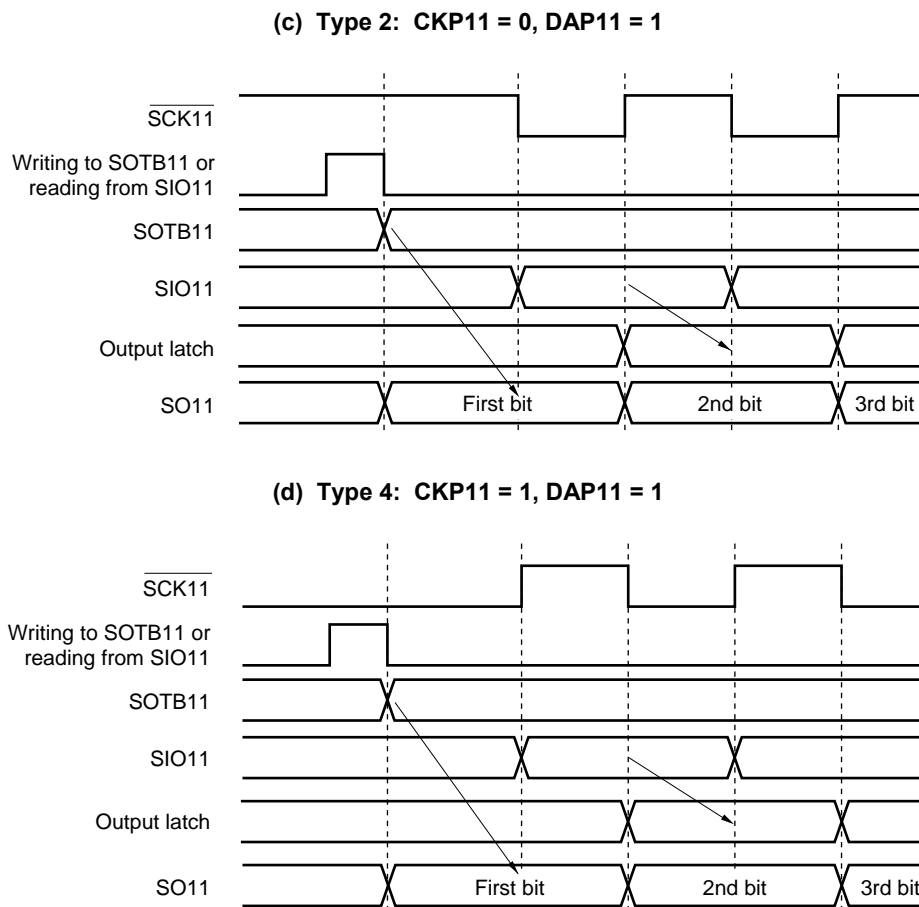 (c) Type 2: CKP11 = 0, DAP11 = 1
SCK11
Writing to SOTB11 or
reading from SIO11
SOTB11
SIO11
Output latch
SO11
First bit
2nd bit
3rd bit
(d) Type 4: CKP11 = 1, DAP11 = 1
SCK11
Writing to SOTB11 or
reading from SIO11
SOTB11
SIO11
Output latch
SO11
First bit
2nd bit
3rd bit